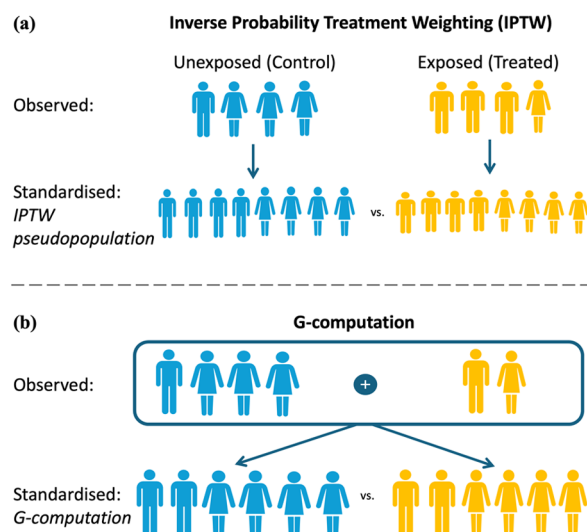 (a) Inverse Probability Treatment Weighting (IPTW)
Unexposed (Control) Exposed (Treated)
Observed:
Standardised:
IPTW vs.
pseudopopulation
(b) G-computation
Observed: +
Standardised: vs.
G-computation